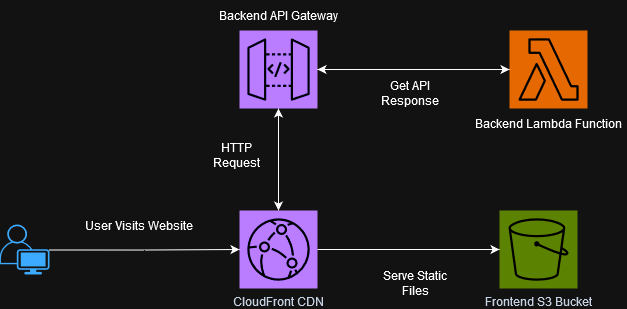 Backend API Gateway
</>
Get API
Response
Backend Lambda Function
HTTP
Request
User Visits Website
Serve Static
Files
CloudFront CDN
Frontend S3 Bucket